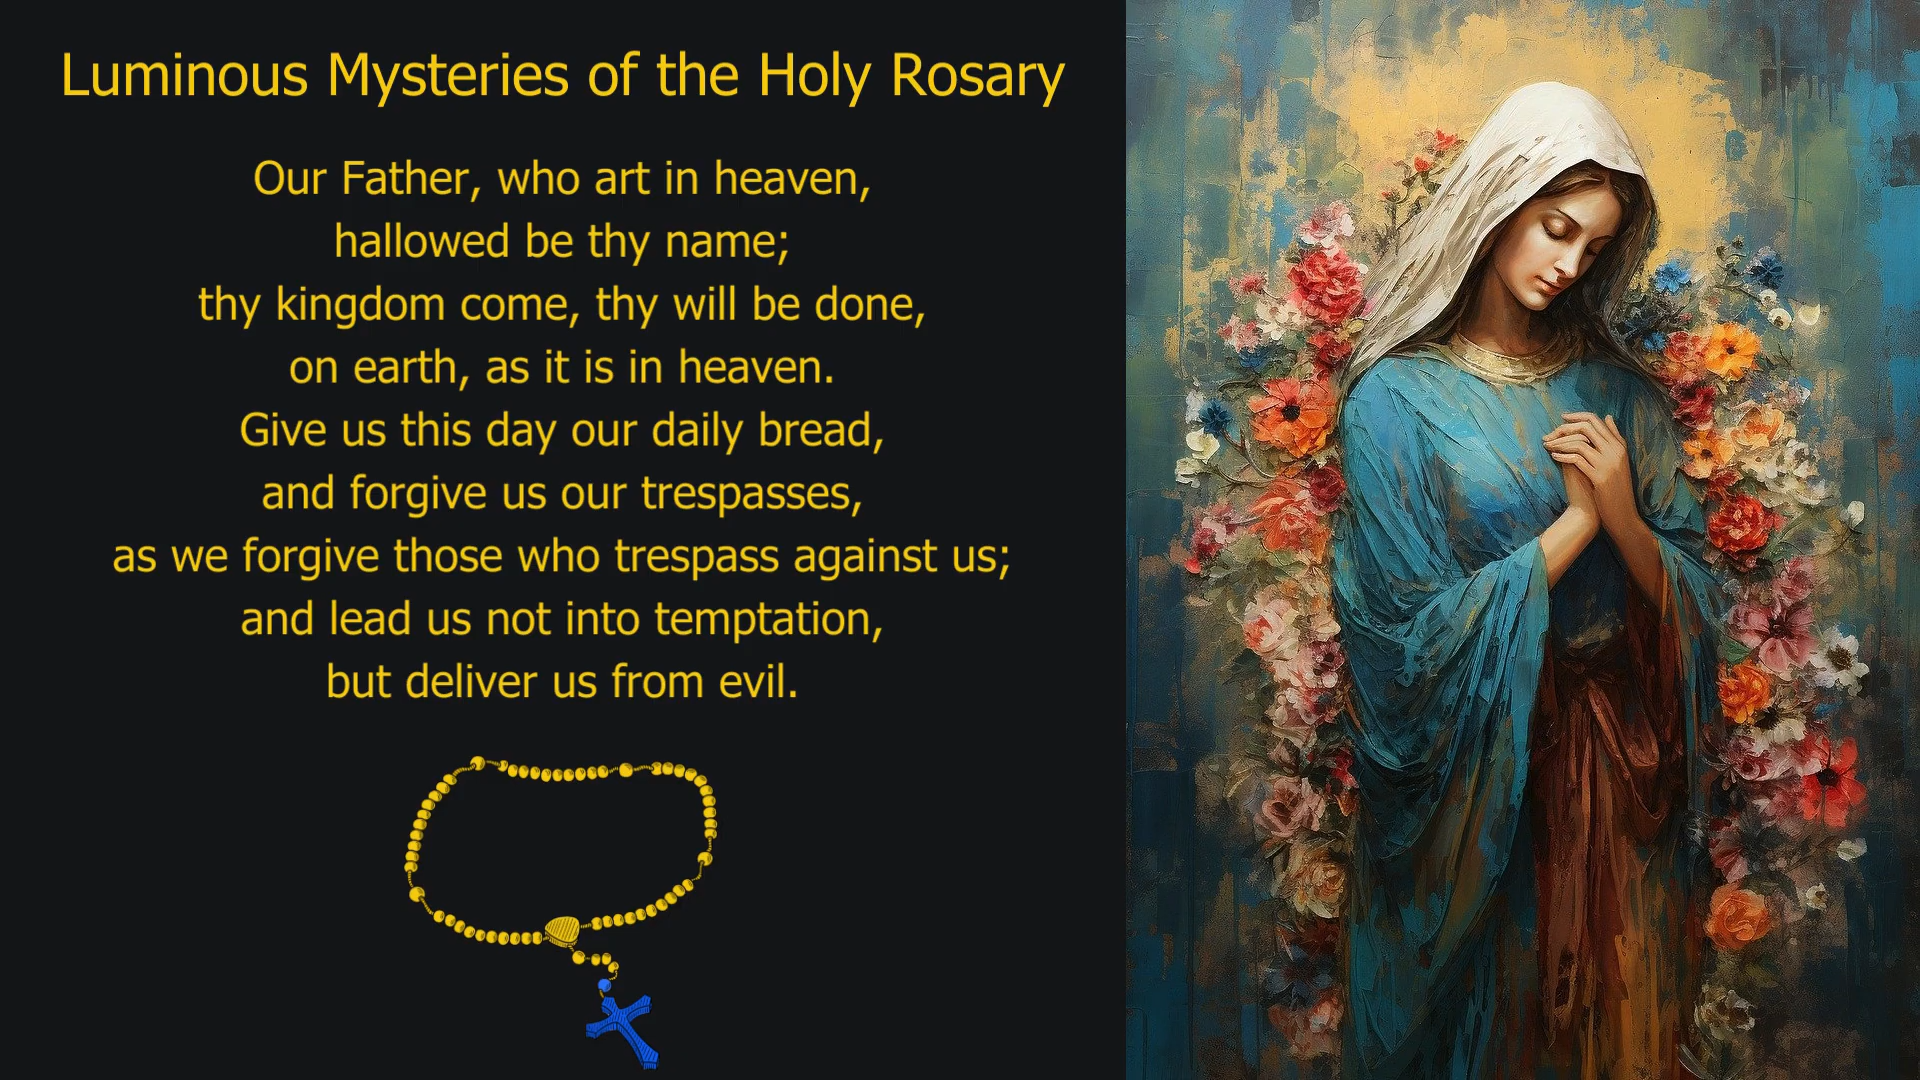 Luminous Mysteries of the Holy Rosary
Our Father, who art in heaven,
hallowed be thy name;
thy kingdom come, thy will be done,
on earth, as it is in heaven.
Give us this day our daily bread,
and forgive us our trespasses,
as we forgive those who trespass against us;
and lead us not into temptation,
but deliver us from evil.